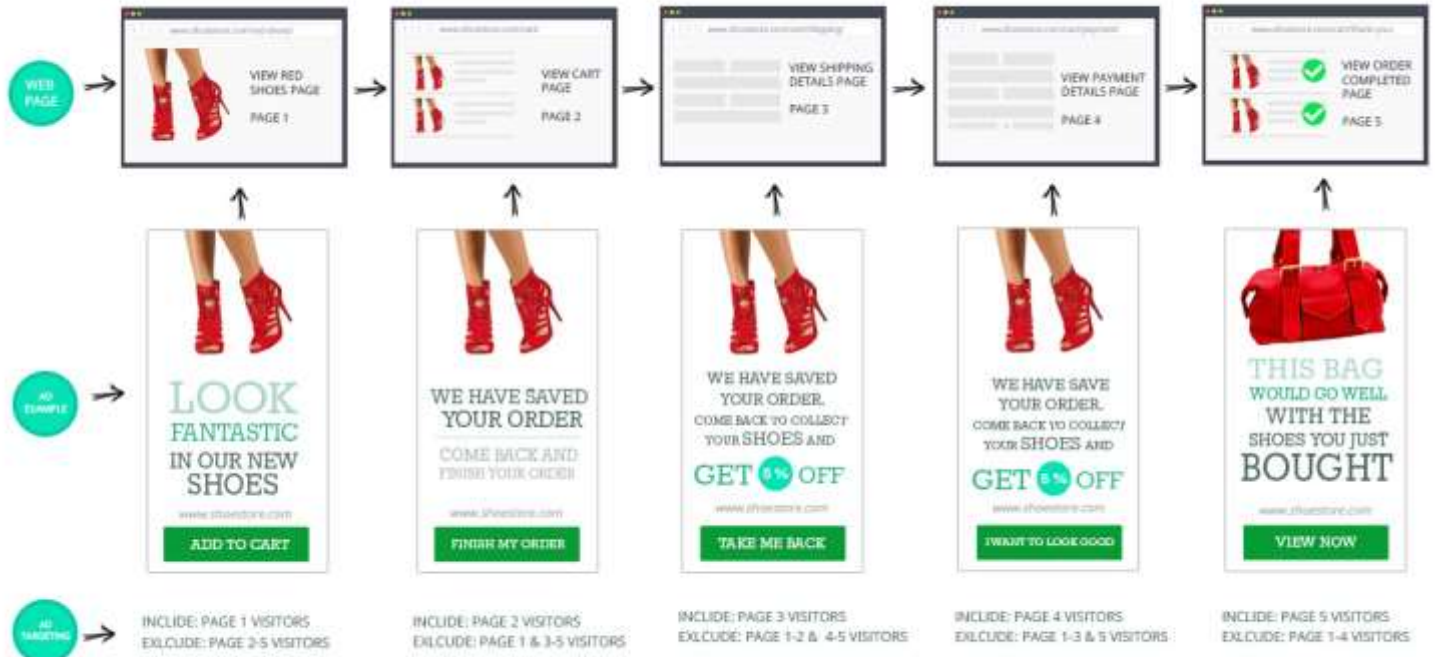 WEB
PAGE
VIEW RED
SHOES PAGE
PAGE 1
VIEW CART
PAGE
PAGE 2
VIEW SHIPPING
DETAILS PAGE
PAGE 3
VIEW PAYMENT
DETAILS PAGE
PAGE 4
VIEW ORDER
COMPLETED
PAGE
PAGE 5
AD
EXAMPLE
LOOK
FANTASTIC
IN OUR NEW
SHOES
www.shoestore.com
ADD TO CART
WE HAVE SAVED
YOUR ORDER
COME BACK AND
FINISH YOUR ORDER
www.shoestore.com
FINISH MY ORDER
WE HAVE SAVED
YOUR ORDER,
COME BACK TO COLLECT
YOUR SHOES AND
GET 5% OFF
www.shoestore.com
TAKE ME BACK
WE HAVE SAVE
YOUR ORDER,
COME BACK TO COLLECT
YOUR SHOES AND
GET 5% OFF
www.shoestore.com
I WANT TO LOOK GOOD
THIS BAG
WOULD GO WELL
WITH THE
SHOES YOU JUST
BOUGHT
www.shoestore.com
VIEW NOW
AD
TARGETING
INCLIDE: PAGE 1 VISITORS
EXLCUDE: PAGE 2-5 VISITORS
INCLIDE: PAGE 2 VISITORS
EXLCUDE: PAGE 1 & 3-5 VISITORS
INCLIDE: PAGE 3 VISITORS
EXLCUDE: PAGE 1-2 & 4-5 VISITORS
INCLIDE: PAGE 4 VISITORS
EXLCUDE: PAGE 1-3 & 5 VISITORS
INCLIDE: PAGE 5 VISITORS
EXLCUDE: PAGE 1-4 VISITORS